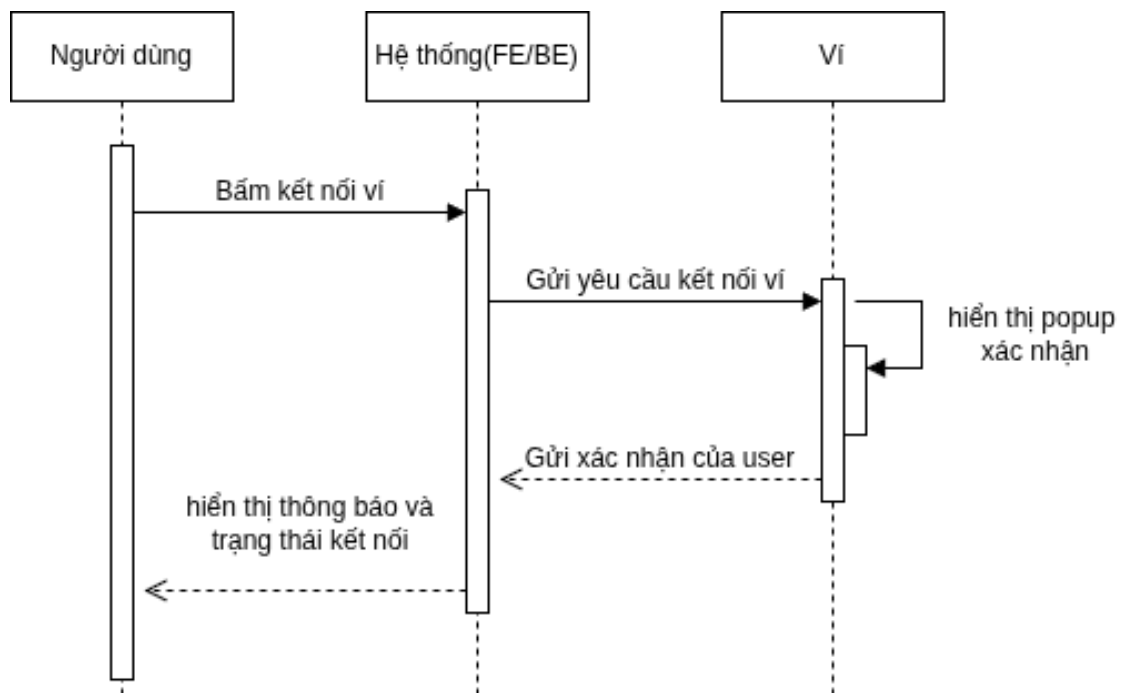 Người dùng
Hệ thống(FE/BE)
Ví
Bấm kết nối ví
Gửi yêu cầu kết nối ví
hiển thị popup
xác nhận
Gửi xác nhận của user
hiển thị thông báo và
trạng thái kết nối